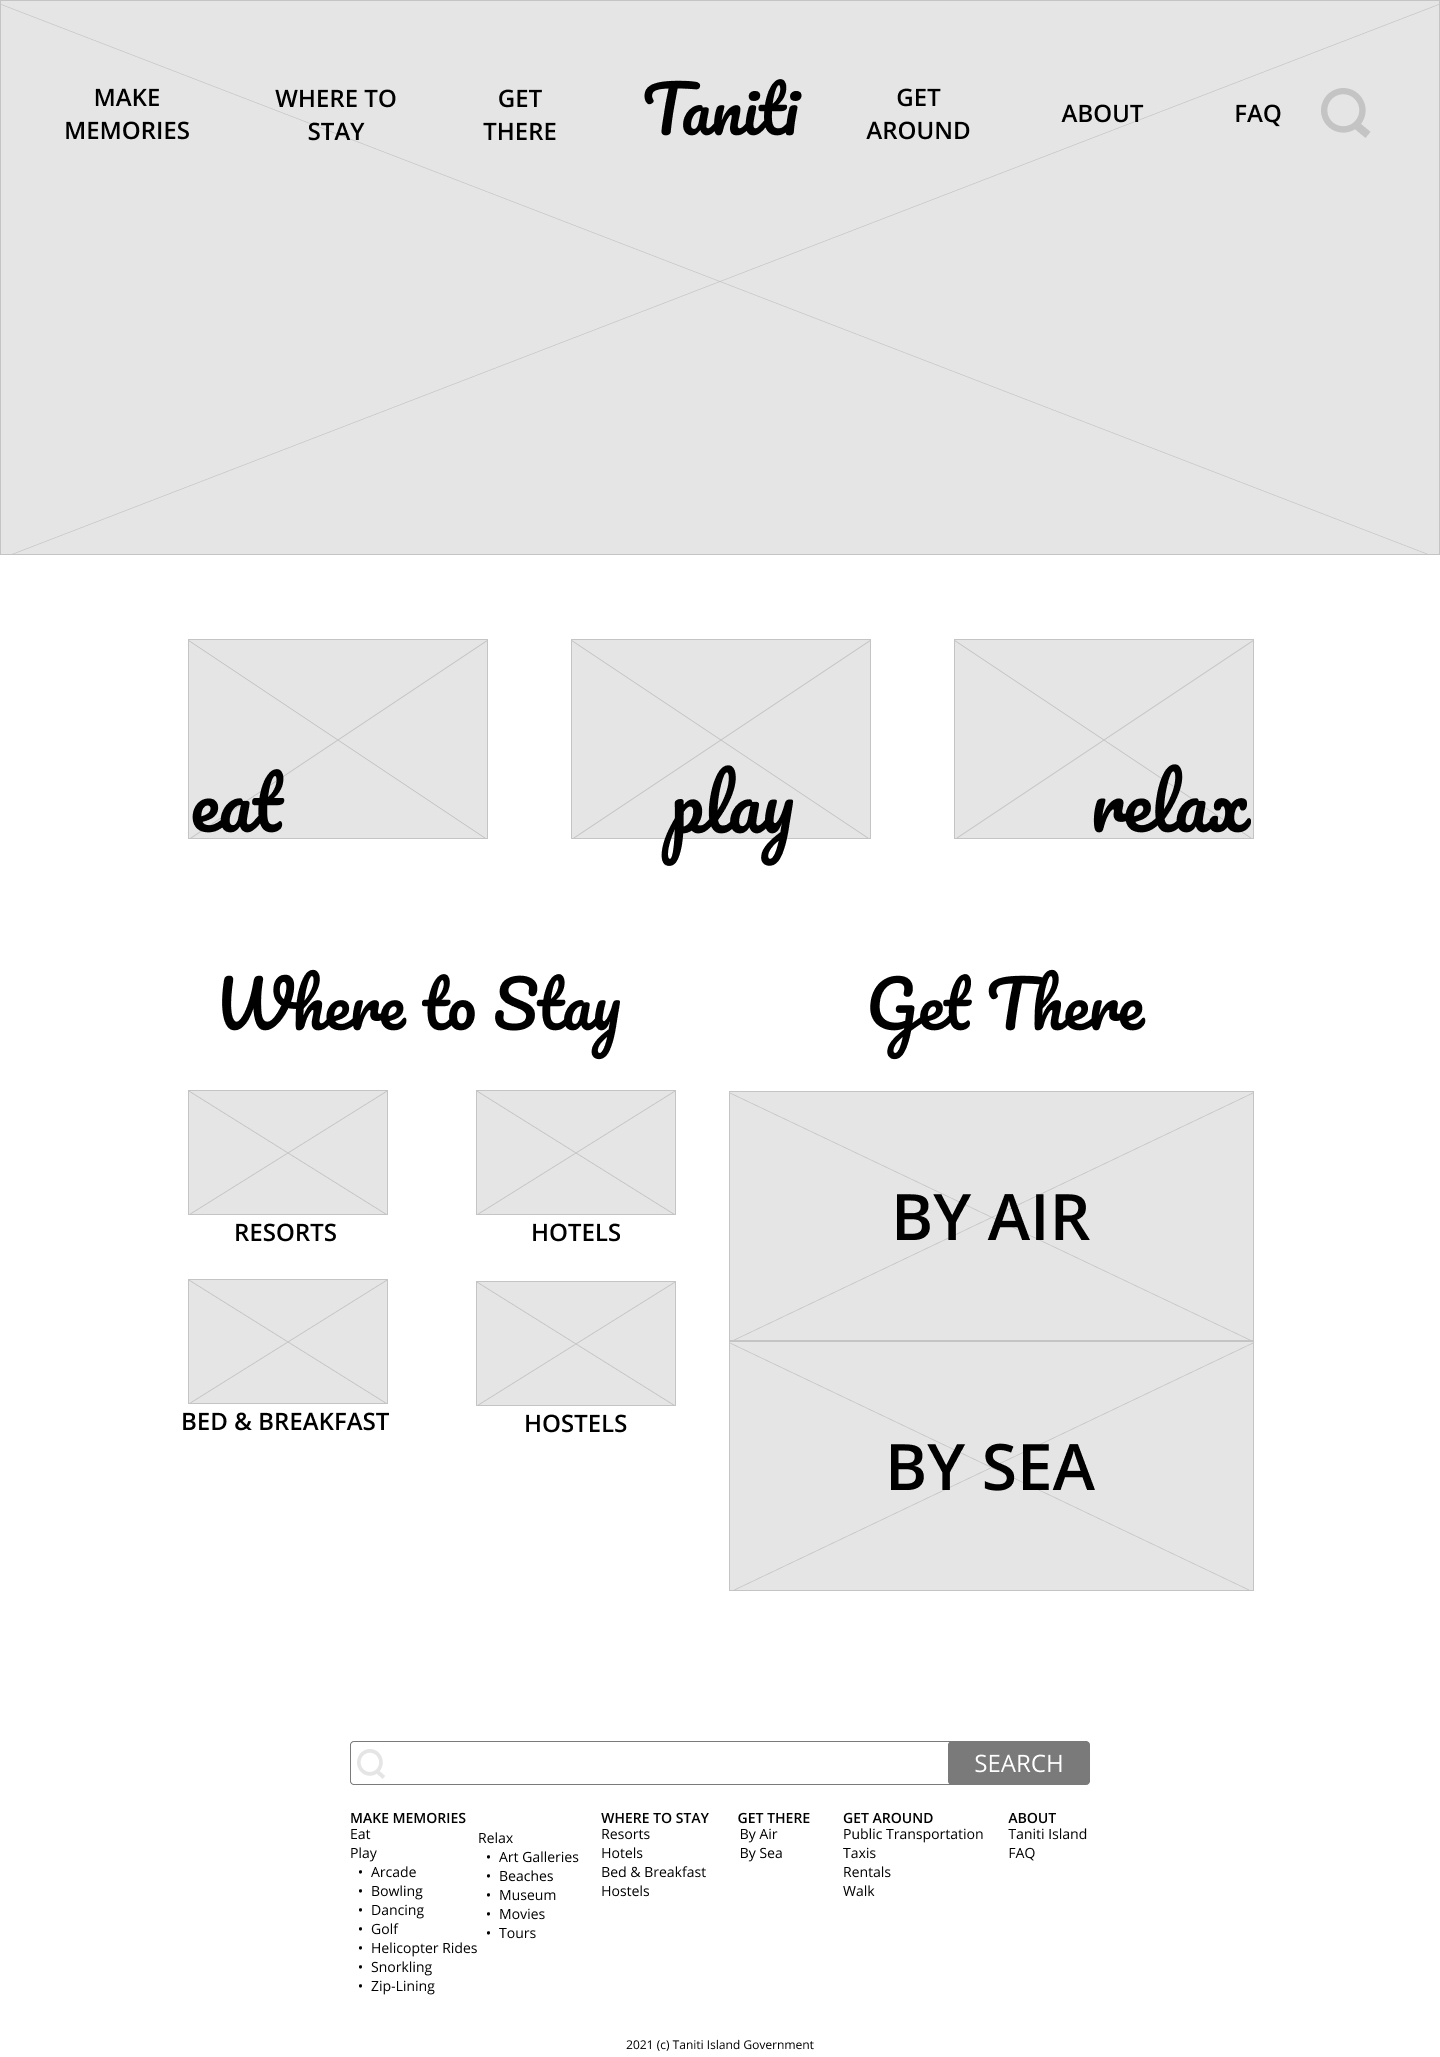 MAKE
MEMORIES
WHERE TO
STAY
GET
THERE
Taniti
GET
AROUND
ABOUT
FAQ
eat
play
relax
Where to Stay
Get There
RESORTS
HOTELS
BED & BREAKFAST
HOSTELS
BY AIR
BY SEA
SEARCH
MAKE MEMORIES
Eat
Play
• Arcade
• Bowling
• Dancing
• Golf
• Helicopter Rides
• Snorkling
• Zip-Lining
Relax
• Art Galleries
• Beaches
• Museum
• Movies
• Tours
WHERE TO STAY
Resorts
Hotels
Bed & Breakfast
Hostels
GET THERE
By Air
By Sea
GET AROUND
Public Transportation
Taxis
Rentals
Walk
ABOUT
Taniti Island
FAQ
2021 (c) Taniti Island Government